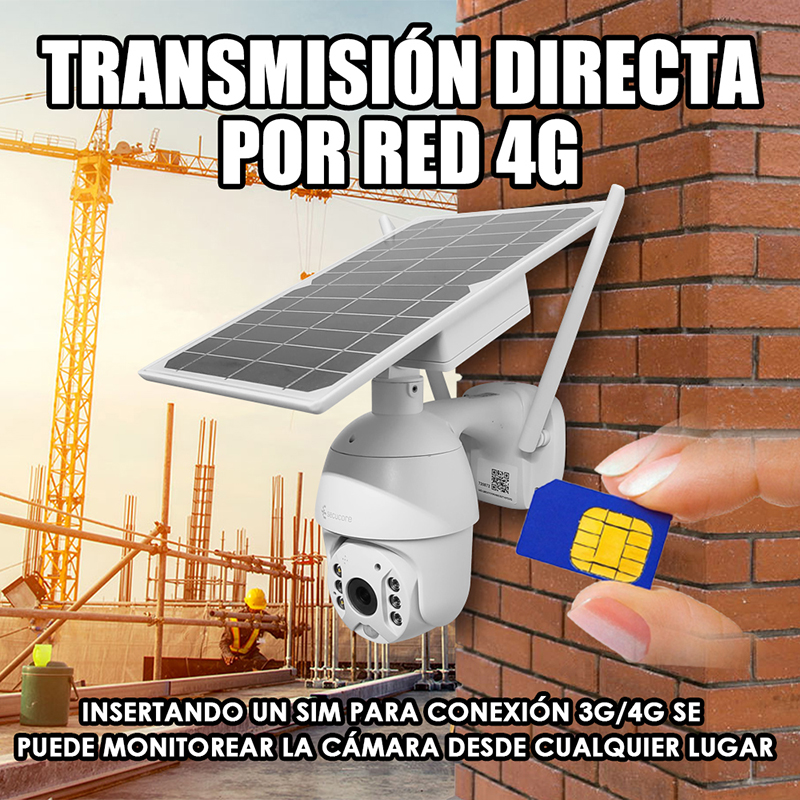 TRANSMISIÓN DIRECTA
POR RED 4G
INSERTANDO UN SIM PARA CONEXIÓN 3G/4G SE
PUEDE MONITOREAR LA CÁMARA DESDE CUALQUIER LUGAR